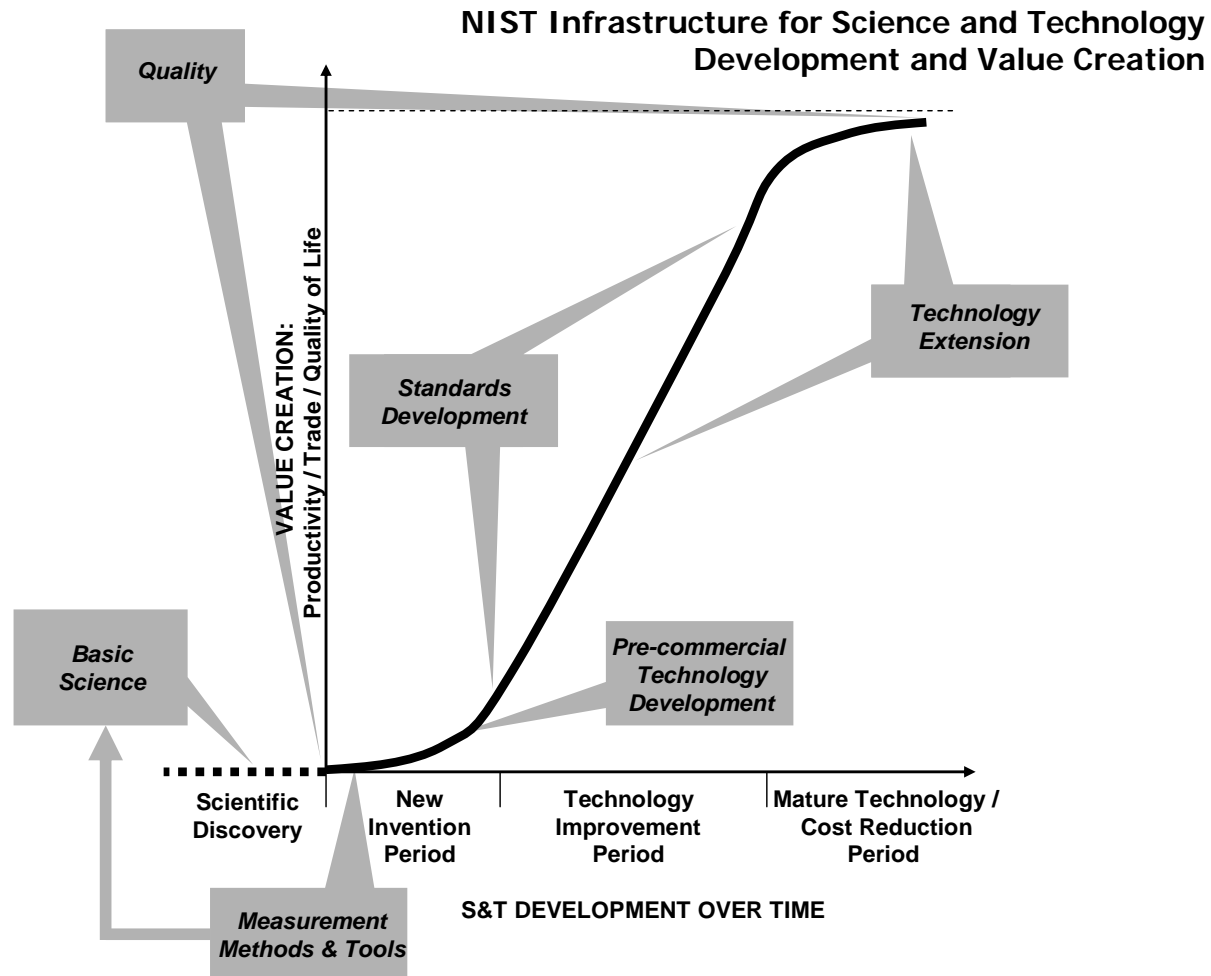 NIST Infrastructure for Science and Technology
Development and Value Creation
Quality
VALUE CREATION:
Productivity / Trade / Quality of Life
Technology
Extension
Standards
Development
Basic
Science
Pre-commercial
Technology
Development
Scientific
Discovery
New
Invention
Period
Technology
Improvement
Period
Mature Technology /
Cost Reduction
Period
S&T DEVELOPMENT OVER TIME
Measurement
Methods & Tools